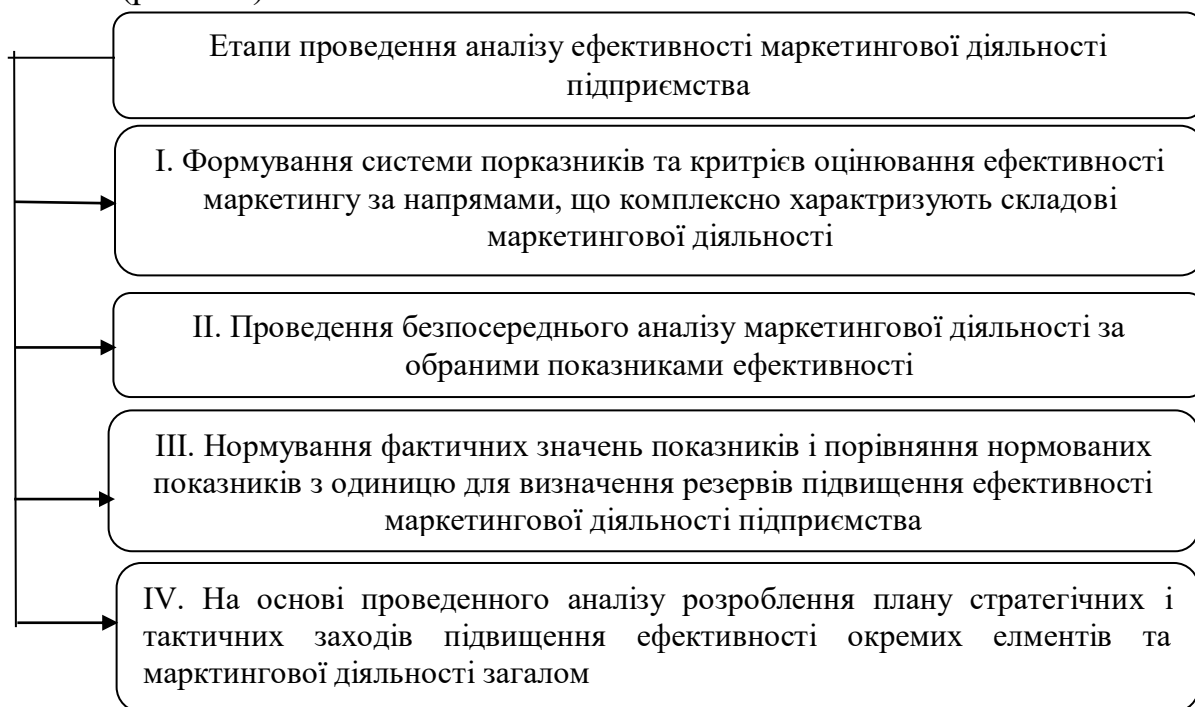 Етапи проведення аналізу ефективності маркетингової діяльності
підприємства
І. Формування системи порказників та критрієв оцінювання ефективності
маркетингу за напрямами, що комплексно характризують складові
маркетингової діяльності
ІІ. Проведення безпосереднього аналізу маркетингової діяльності за
обраними показниками ефективності
ІІІ. Нормування фактичних значень показників і порівняння нормованих
показників з одиницю для визначення резервів підвищення ефективності
маркетингової діяльності підприємства
IV. На основі проведенного аналізу розроблення плану стратегічних і
тактичних заходів підвищення ефективності окремих елментів та
марктингової діяльності загалом